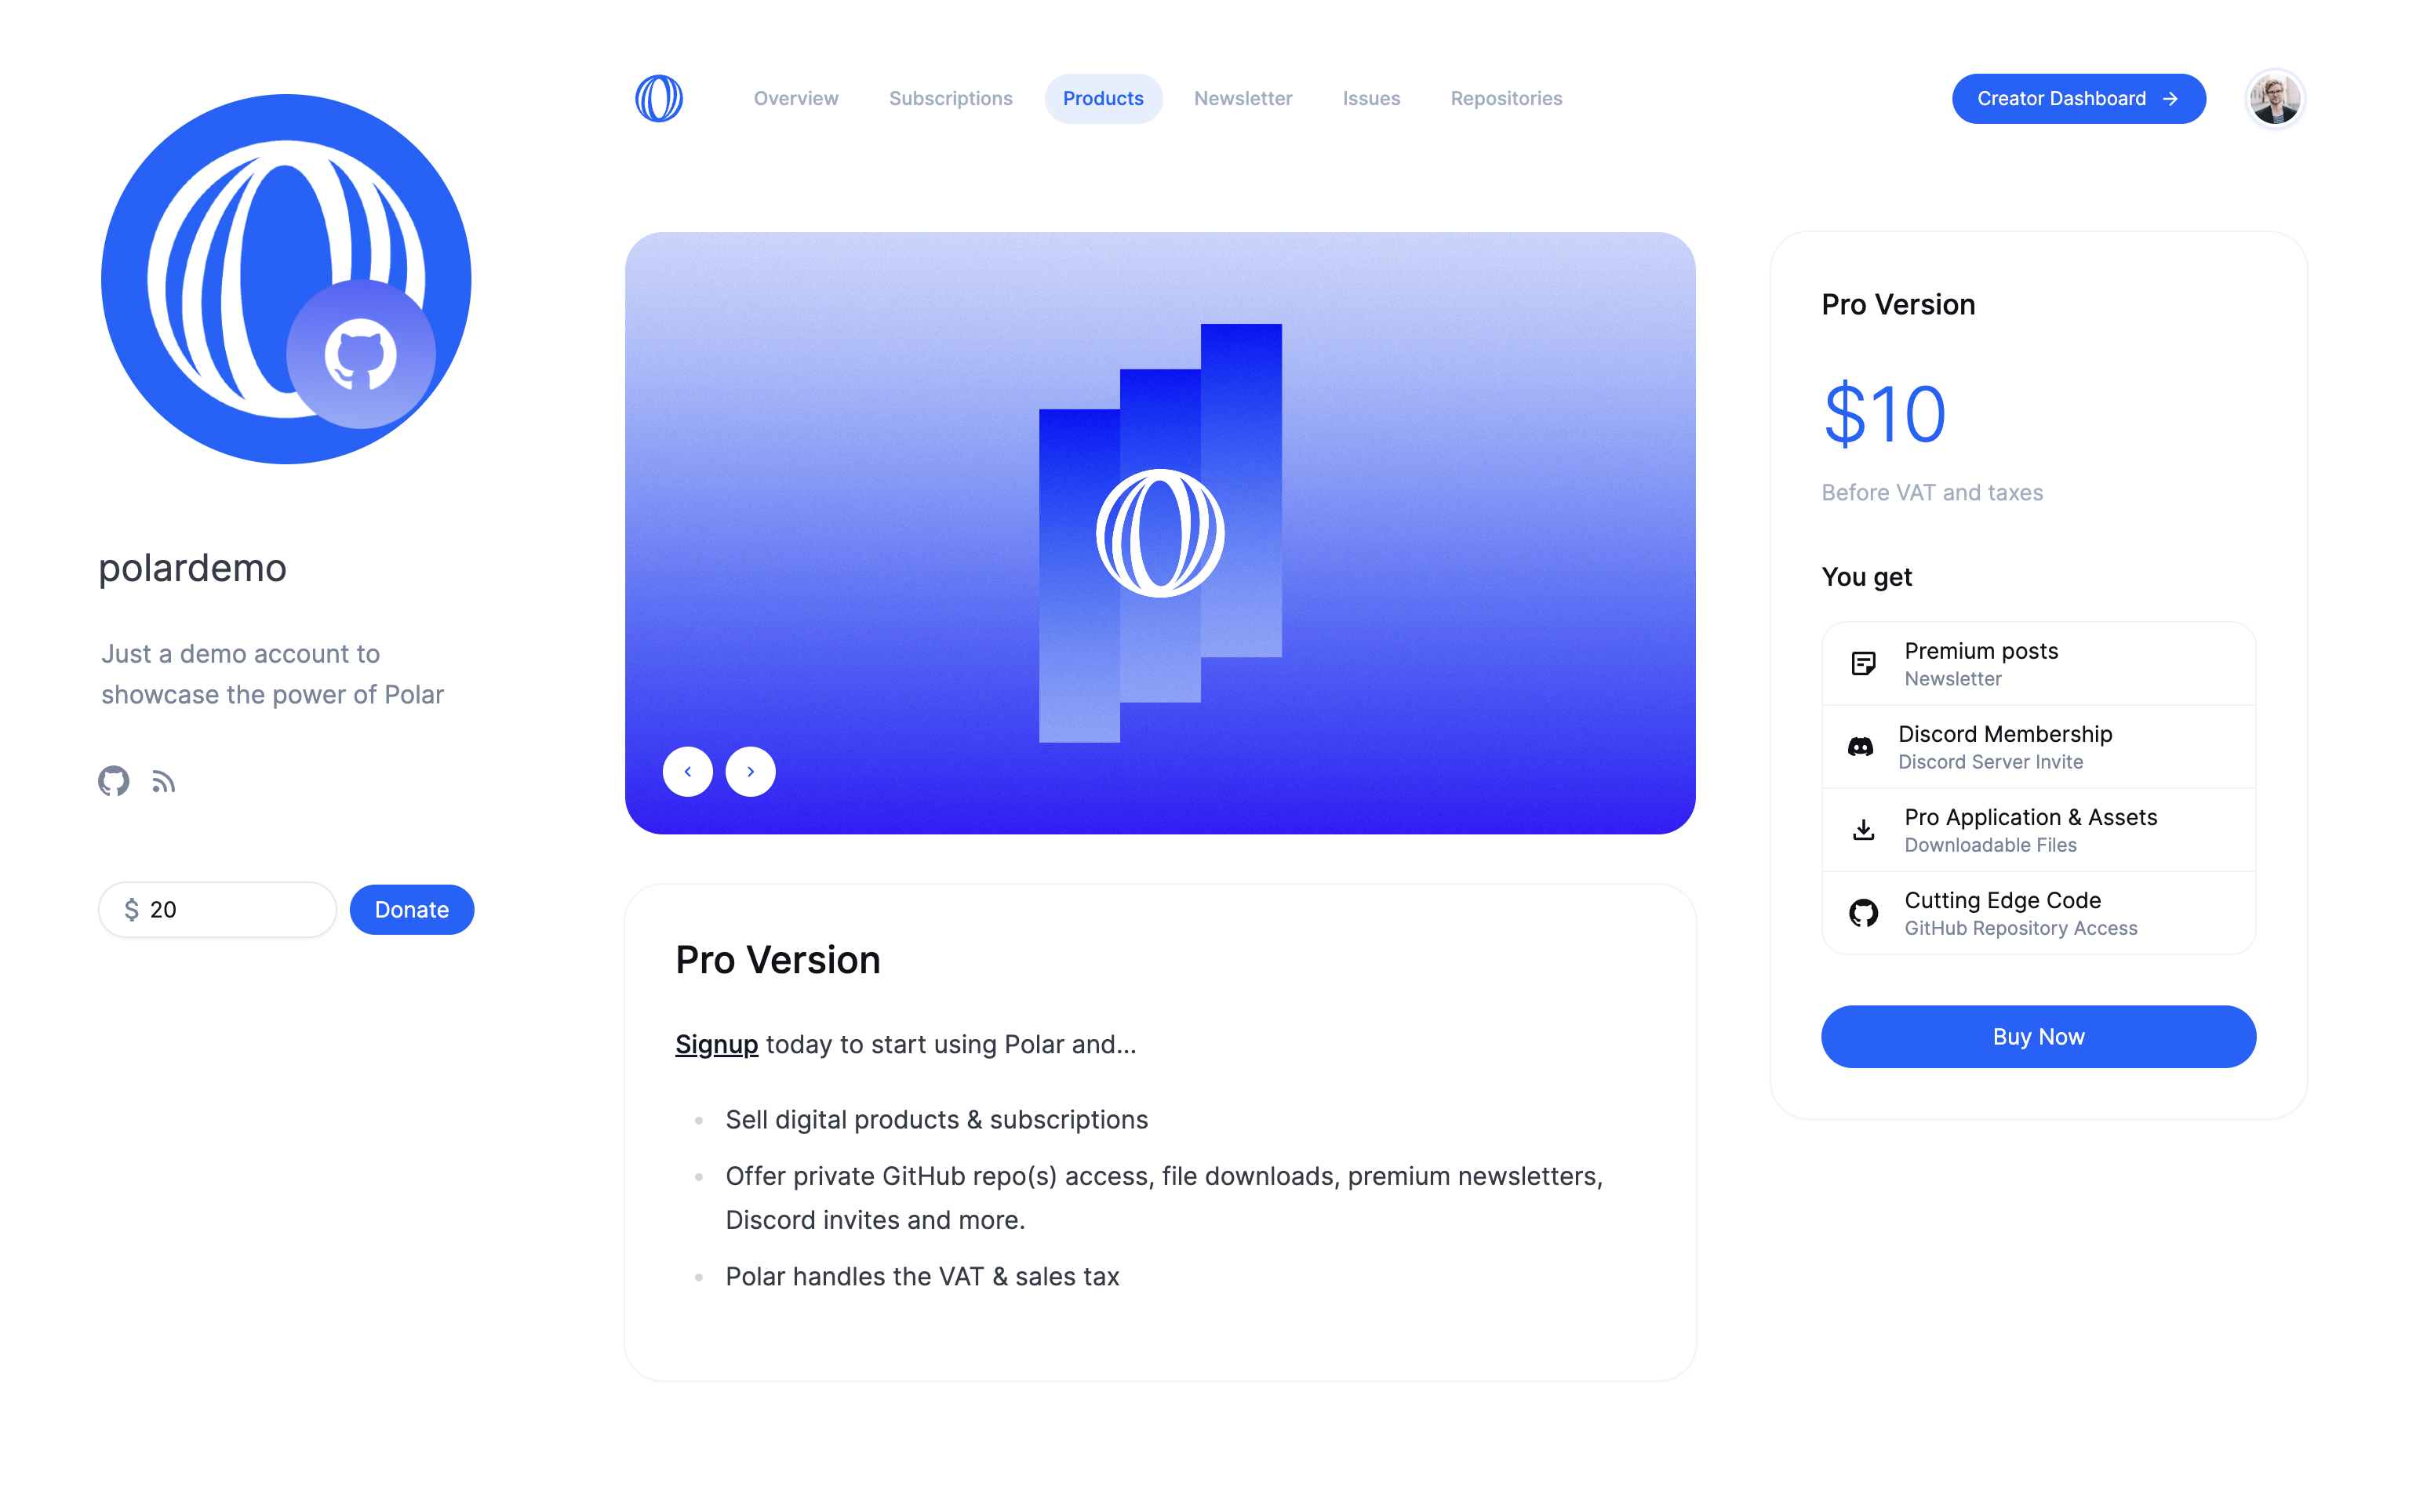 Overview
Subscriptions
Products
Newsletter
Issues
Repositories
Creator Dashboard
polardemo
Just a demo account to
showcase the power of Polar
$ 20
Donate
Pro Version
Signup today to start using Polar and...
Sell digital products & subscriptions
Offer private GitHub repo(s) access, file downloads, premium newsletters,
Discord invites and more.
Polar handles the VAT & sales tax
Pro Version
$10
Before VAT and taxes
You get
Premium posts
Newsletter
Discord Membership
Discord Server Invite
Pro Application & Assets
Downloadable Files
Cutting Edge Code
GitHub Repository Access
Buy Now